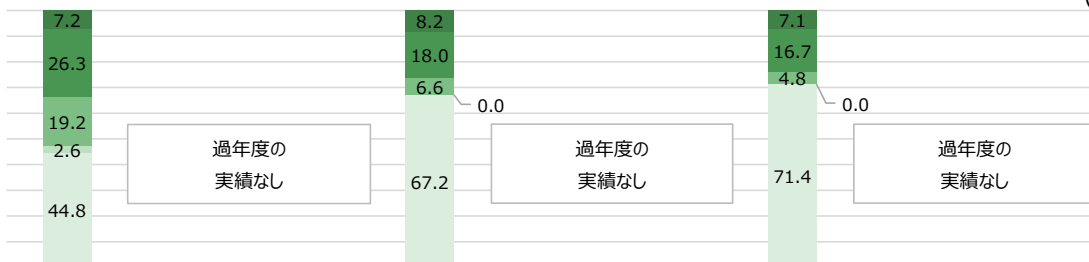 7.2
26.3
19.2
2.6
44.8
過年度の
実績なし
8.2
18.0
6.6
0.0
67.2
過年度の
実績なし
7.1
16.7
4.8
0.0
71.4
過年度の
実績なし